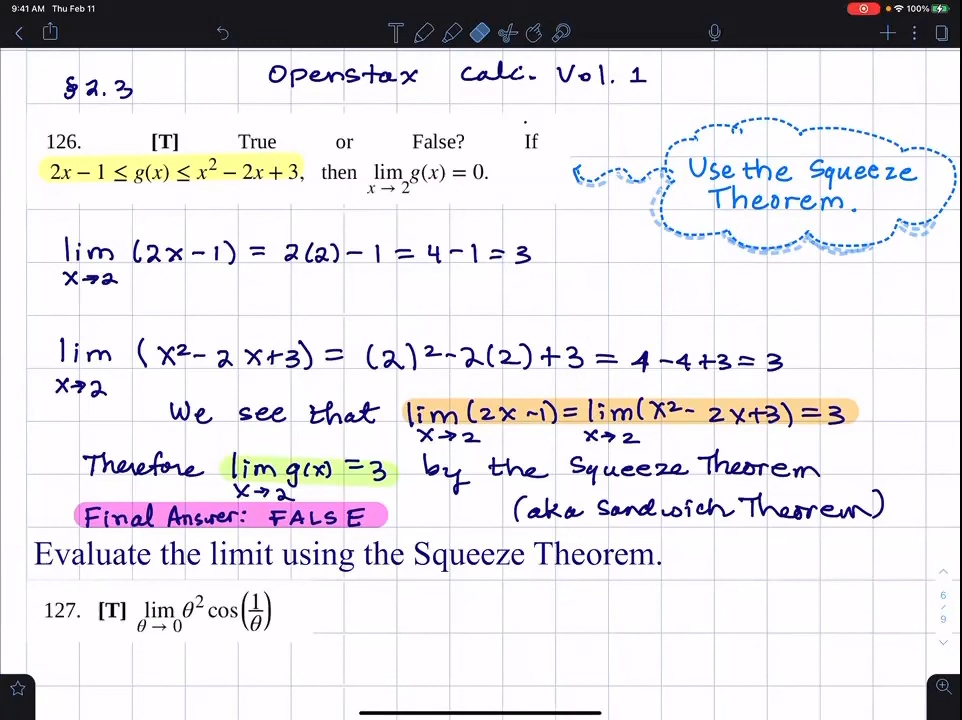 9:41 AM Thu Feb 11
100%
§ 2.3 Openstax Calc. Vol. 1
126. [T] True or False? If
2x − 1 ≤ g(x) ≤ x² − 2x + 3, then lim x → 2 g(x) = 0.
Use the Squeeze
Theorem.
lim x→2 (2x − 1) = 2(2) − 1 = 4 − 1 = 3
lim x→2 (x² − 2x + 3) = (2)² − 2(2) + 3 = 4 − 4 + 3 = 3
We see that lim x→2 (2x − 1) = lim x→2 (x² − 2x + 3) = 3
Therefore lim x→2 g(x) = 3 by the Squeeze Theorem
(aka Sandwich Theorem)
Final Answer: FALSE
Evaluate the limit using the Squeeze Theorem.
127. [T] lim θ → 0 θ² cos(1/θ)
6
/
9